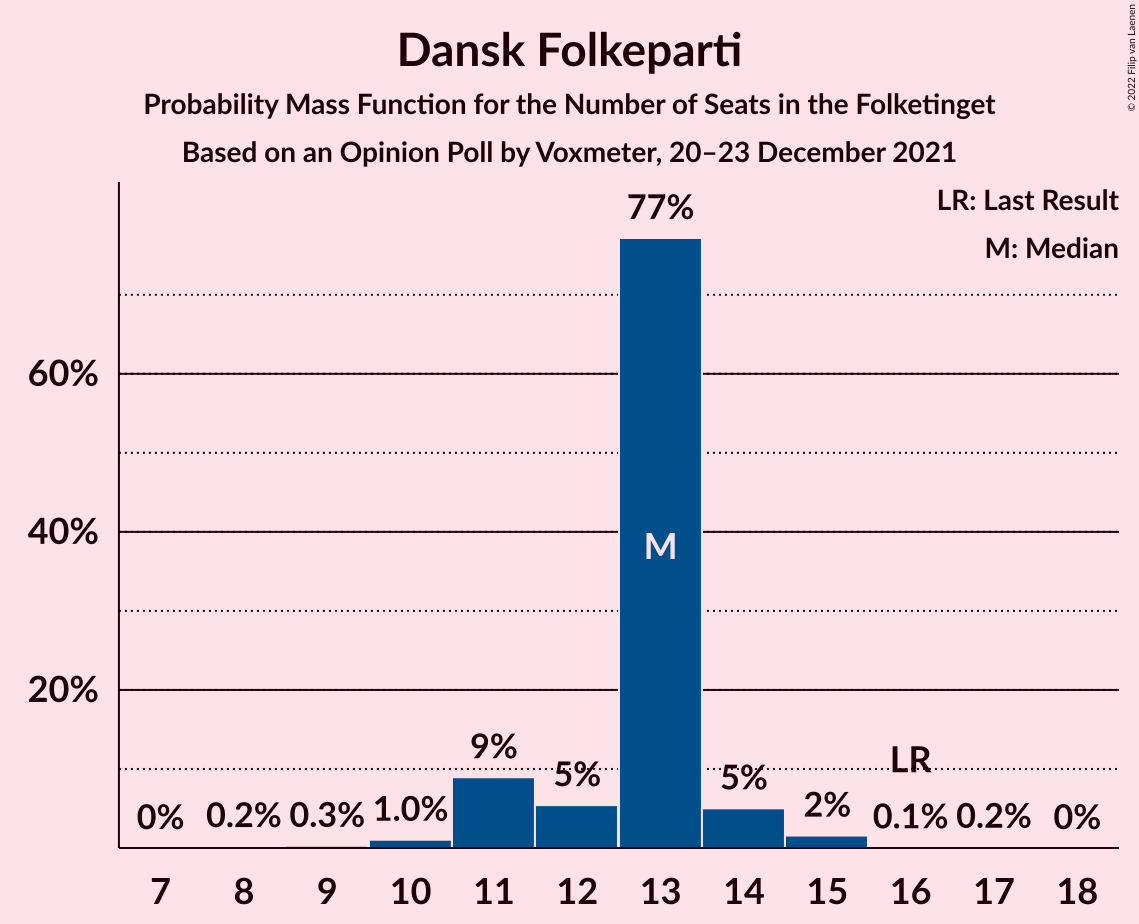 Dansk Folkeparti
Probability Mass Function for the Number of Seats in the Folketinget
Based on an Opinion Poll by Voxmeter, 20–23 December 2021
© 2022 Filip van Laenen
LR: Last Result
M: Median
77%
60%
40%
20%
M
9%
5%
5%
LR
0%
0.2%
0.3%
1.0%
2%
0.1%
0.2%
0%
7 8 9 10 11 12 13 14 15 16 17 18